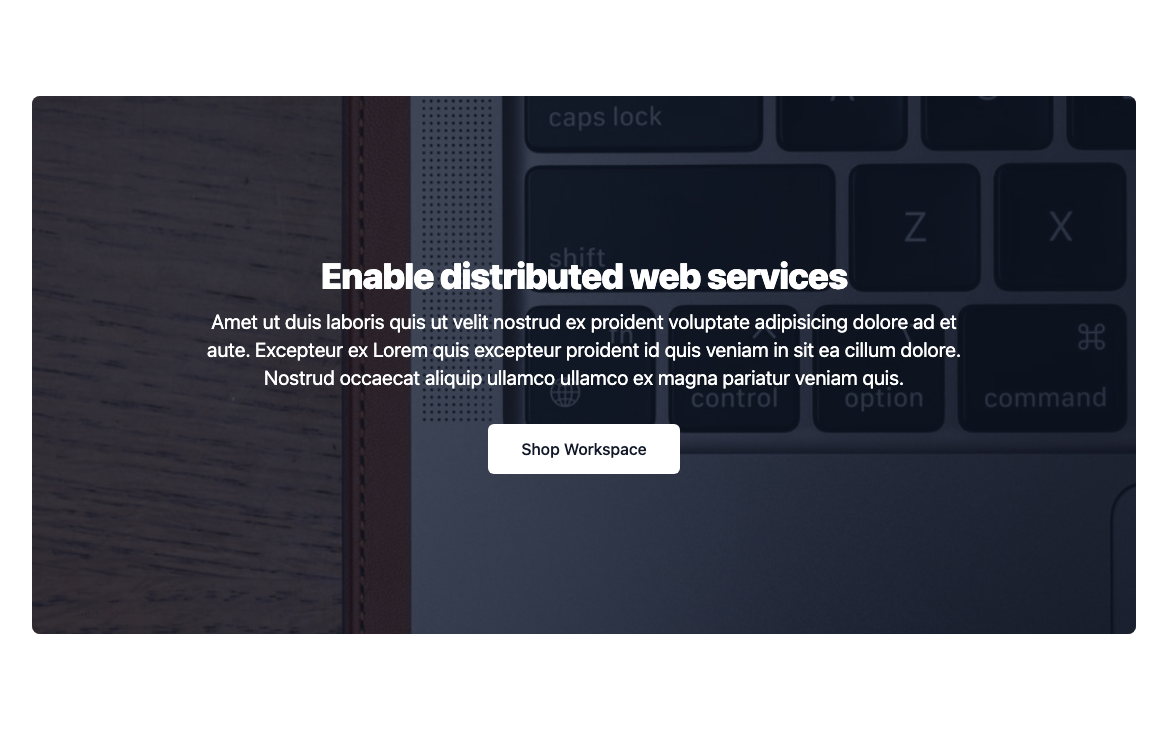 caps lock
Z X
shift
Enable distributed web services
Amet ut duis laboris quis ut velit nostrud ex proident voluptate adipisicing dolore ad et
aute. Excepteur ex Lorem quis excepteur proident id quis veniam in sit ea cillum dolore.
Nostrud occaecat aliquip ullamco ullamco ex magna pariatur veniam quis.
⌘
control option command
Shop Workspace